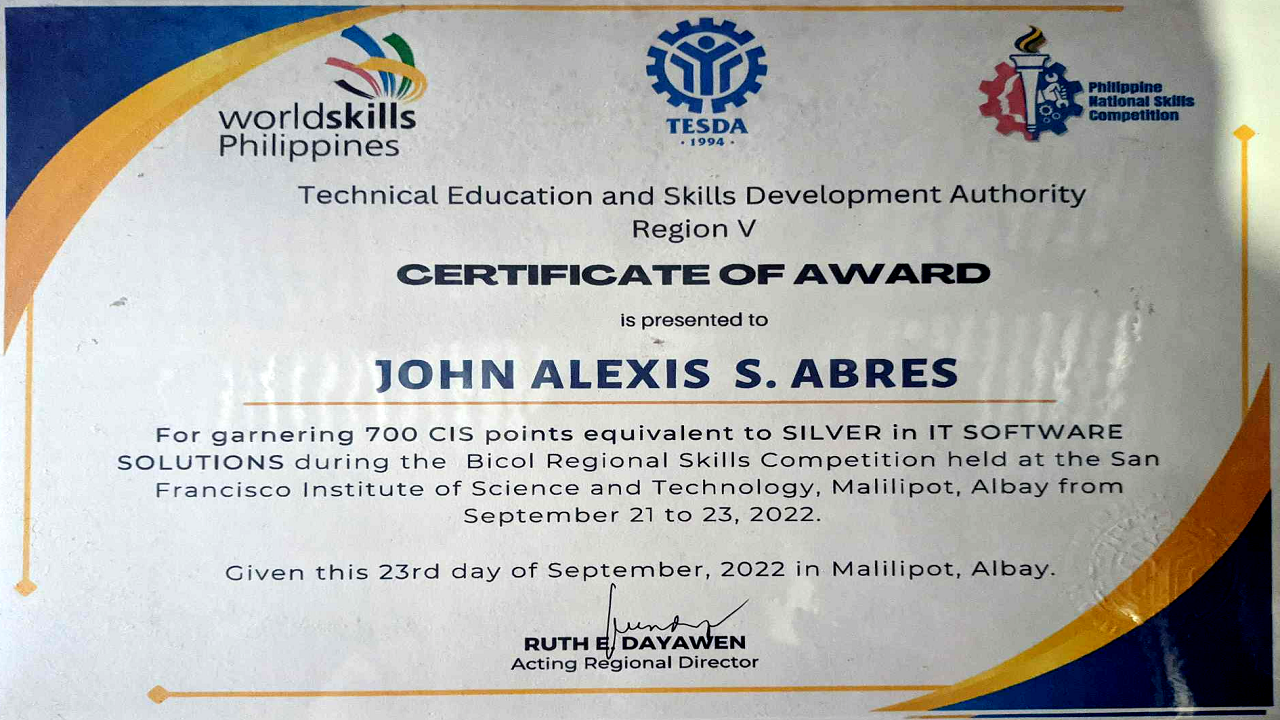 worldskills
Philippines
TESDA
· 1994 ·
Philippine
National Skills
Competition
Technical Education and Skills Development Authority
Region V
CERTIFICATE OF AWARD
is presented to
JOHN ALEXIS S. ABRES
For garnering 700 CIS points equivalent to SILVER in IT SOFTWARE
SOLUTIONS during the Bicol Regional Skills Competition held at the San
Francisco Institute of Science and Technology, Malilipot, Albay from
September 21 to 23, 2022.
Given this 23rd day of September, 2022 in Malilipot, Albay.
RUTH E. DAYAWEN
Acting Regional Director